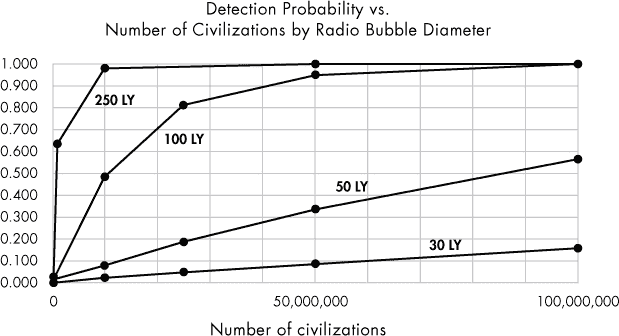 Detection Probability vs.
Number of Civilizations by Radio Bubble Diameter
1.000
0.900
0.800
0.700
0.600
0.500
0.400
0.300
0.200
0.100
0.000
250 LY
100 LY
50 LY
30 LY
0
50,0000,000
100,000,000
Number of civilizations